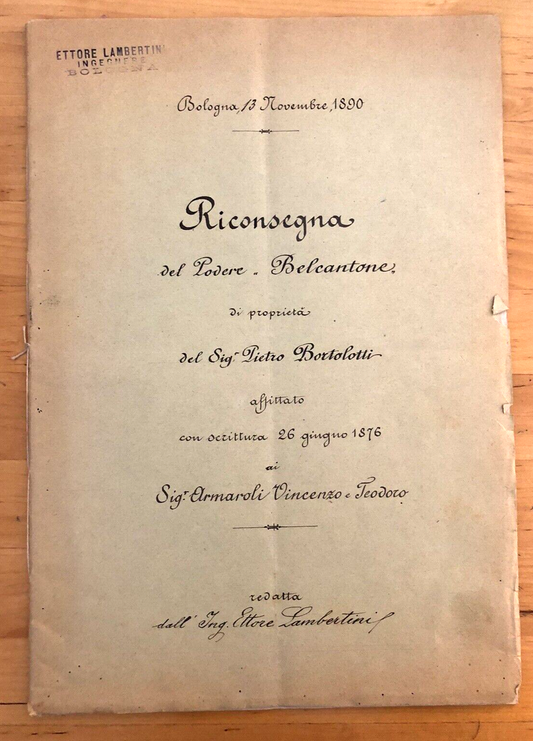 ETTORE LAMBERTINI
INGEGNERE
BOLOGNA
Bologna, 13 Novembre, 1890
Riconsegna
del Podere „ Belcantone„
di proprietà
del Sig.r Pietro Bortolotti
affittato
con scrittura 26 giugno 1876
ai
Sig.r Armaroli Vincenzo e Teodoro
redatta
dall' Ing. Ettore Lambertini